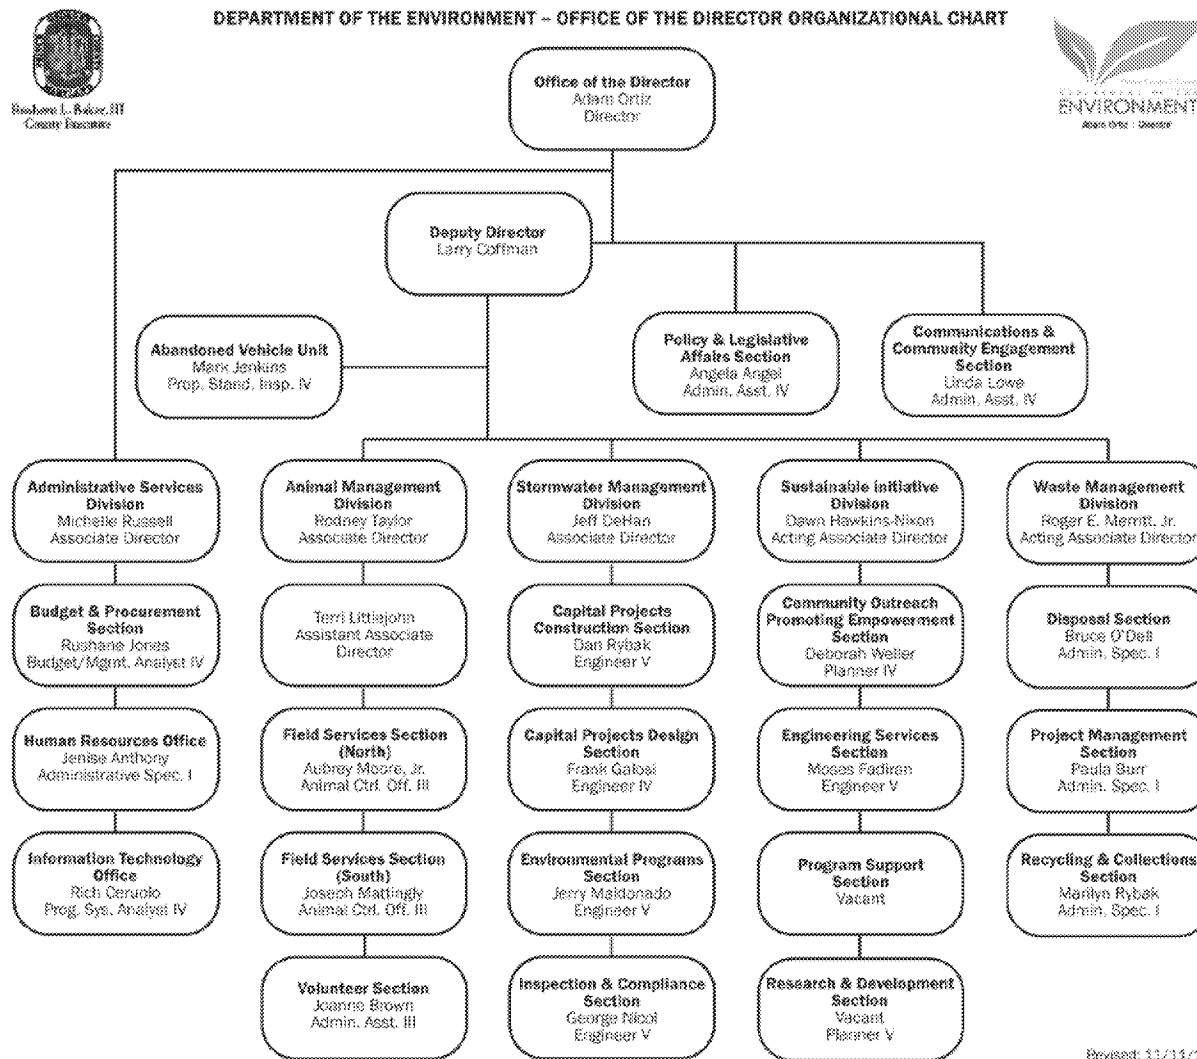 DEPARTMENT OF THE ENVIRONMENT – OFFICE OF THE DIRECTOR ORGANIZATIONAL CHART
Baker, III
County Executive
ENVIRONMENT
Adam Ortiz - Director
Office of the Director
Adam Ortiz
Director
Deputy Director
Larry Coffman
Abandoned Vehicle Unit
Mark Jenkins
Prop. Stand. Insp. IV
Policy & Legislative
Affairs Section
Angela Angel
Admin. Asst. IV
Communications &
Community Engagement
Section
Linda Lowe
Admin. Asst. IV
Administrative Services
Division
Michelle Russell
Associate Director
Animal Management
Division
Rodney Taylor
Associate Director
Stormwater Management
Division
Jeff DeHan
Associate Director
Sustainable Initiative
Division
Dawn Hawkins-Nixon
Acting Associate Director
Waste Management
Division
Roger E. Merritt, Jr.
Acting Associate Director
Budget & Procurement
Section
Rushane Jones
Budget/Mgmt. Analyst IV
Terri Littlejohn
Assistant Associate
Director
Capital Projects
Construction Section
Dan Rybak
Engineer V
Community Outreach
Promoting Empowerment
Section
Deborah Weller
Planner IV
Disposal Section
Bruce O'Dell
Admin. Spec. I
Human Resources Office
Jenise Anthony
Administrative Spec. I
Field Services Section
(North)
Aubrey Moore, Jr.
Animal Ctrl. Off. III
Capital Projects Design
Section
Frank Galosi
Engineer IV
Engineering Services
Section
Moses Fadiran
Engineer V
Project Management
Section
Paula Burr
Admin. Spec. I
Information Technology
Office
Rich Ceruolo
Prog. Sys. Analyst IV
Field Services Section
(South)
Joseph Mattingly
Animal Ctrl. Off. III
Environmental Programs
Section
Jerry Maldonado
Engineer V
Program Support
Section
Vacant
Recycling & Collections
Section
Marilyn Rybak
Admin. Spec. I
Volunteer Section
Joanne Brown
Admin. Asst. III
Inspection & Compliance
Section
George Nicol
Engineer V
Research & Development
Section
Vacant
Planner V
Revised: 11/11/